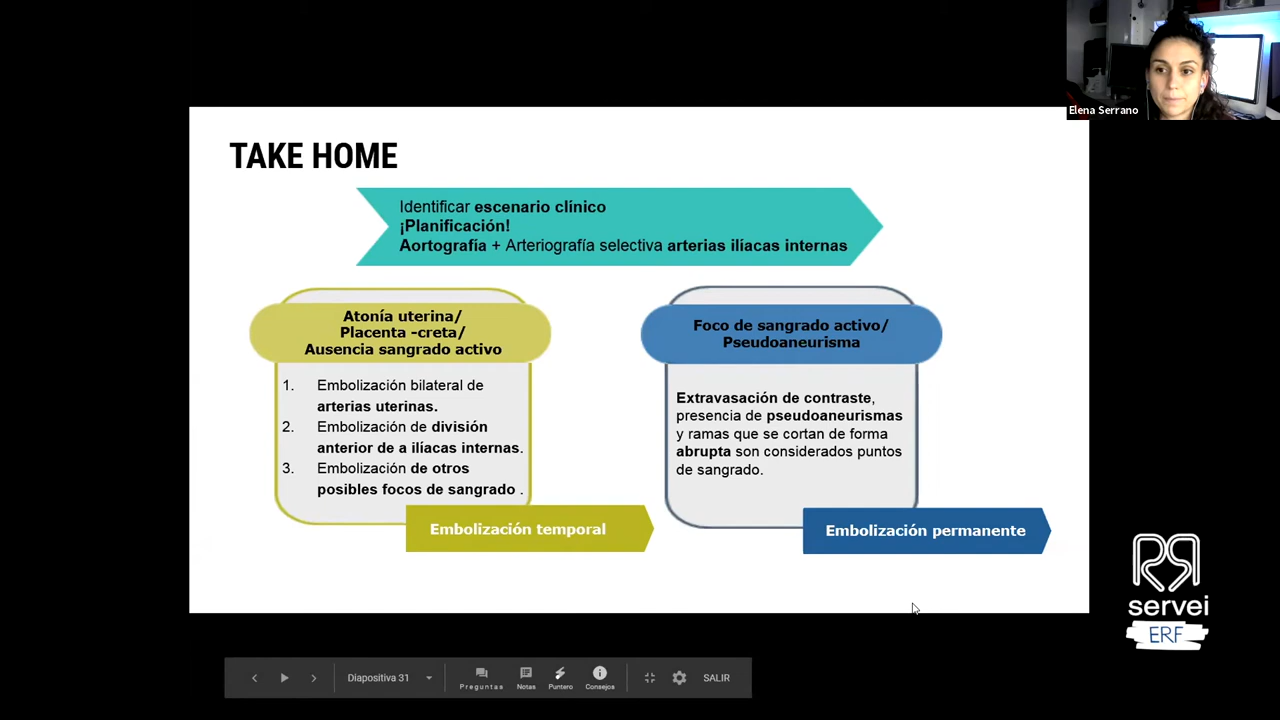 Elena Serrano
TAKE HOME
Identificar escenario clínico
¡Planificación!
Aortografía + Arteriografía selectiva arterias ilíacas internas
Atonía uterina/
Placenta -creta/
Ausencia sangrado activo
1. Embolización bilateral de
arterias uterinas.
2. Embolización de división
anterior de a ilíacas internas.
3. Embolización de otros
posibles focos de sangrado .
Embolización temporal
Foco de sangrado activo/
Pseudoaneurisma
Extravasación de contraste,
presencia de pseudoaneurismas
y ramas que se cortan de forma
abrupta son considerados puntos
de sangrado.
Embolización permanente
servei
ERF
Diapositiva 31
Preguntas
Notas
Puntero
Consejos
SALIR